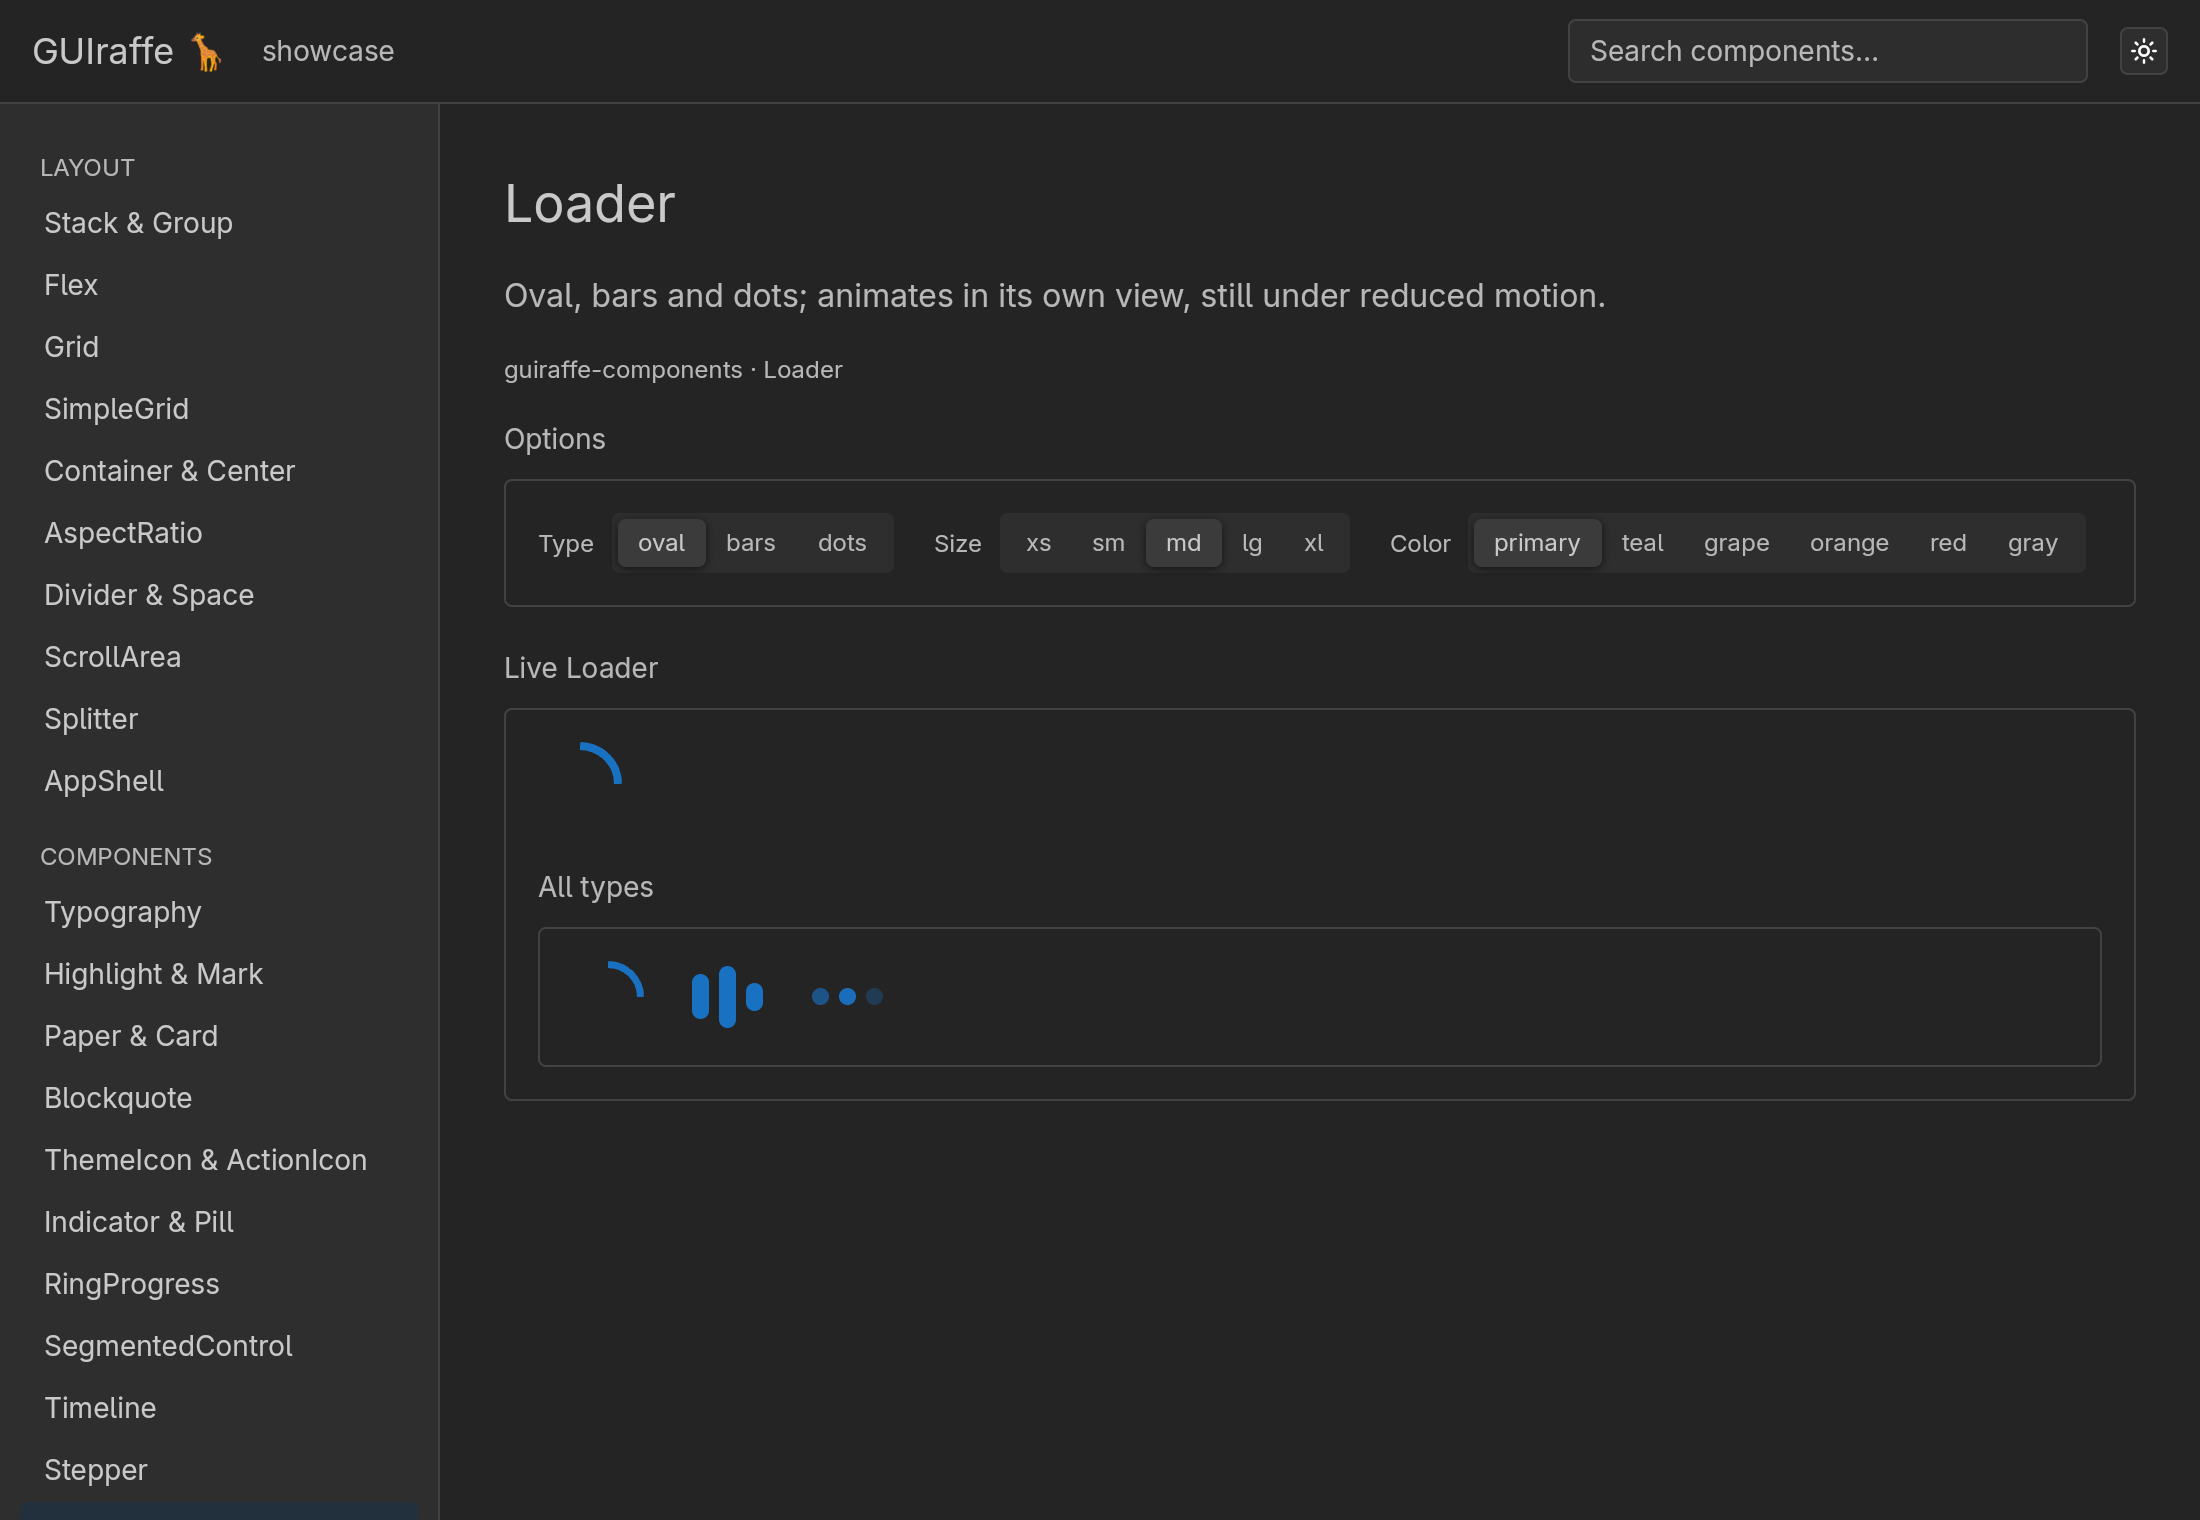 GUIraffe 🦒 showcase
Search components...
LAYOUT
Stack & Group
Flex
Grid
SimpleGrid
Container & Center
AspectRatio
Divider & Space
ScrollArea
Splitter
AppShell
COMPONENTS
Typography
Highlight & Mark
Paper & Card
Blockquote
ThemeIcon & ActionIcon
Indicator & Pill
RingProgress
SegmentedControl
Timeline
Stepper
Loader
Oval, bars and dots; animates in its own view, still under reduced motion.
guiraffe-components · Loader
Options
Type oval bars dots Size xs sm md lg xl Color primary teal grape orange red gray
Live Loader
All types